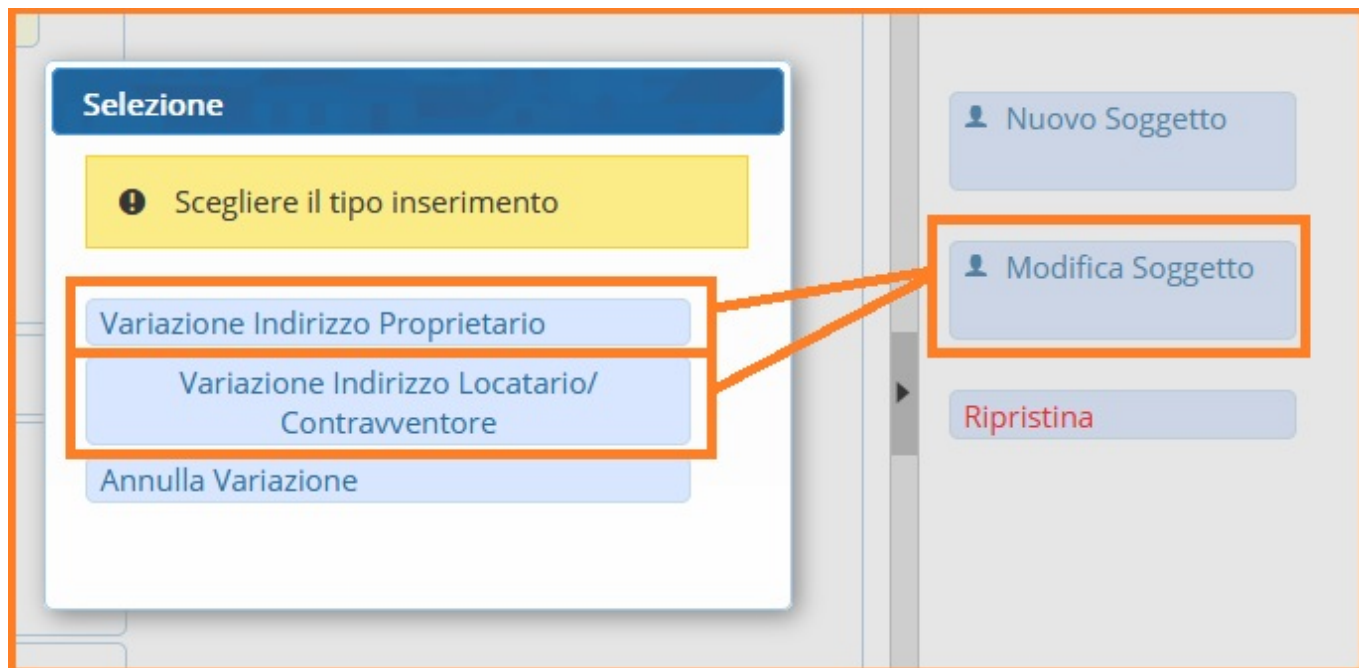 Selezione
Scegliere il tipo inserimento
Variazione Indirizzo Proprietario
Variazione Indirizzo Locatario/
Contravventore
Annulla Variazione
Nuovo Soggetto
Modifica Soggetto
Ripristina